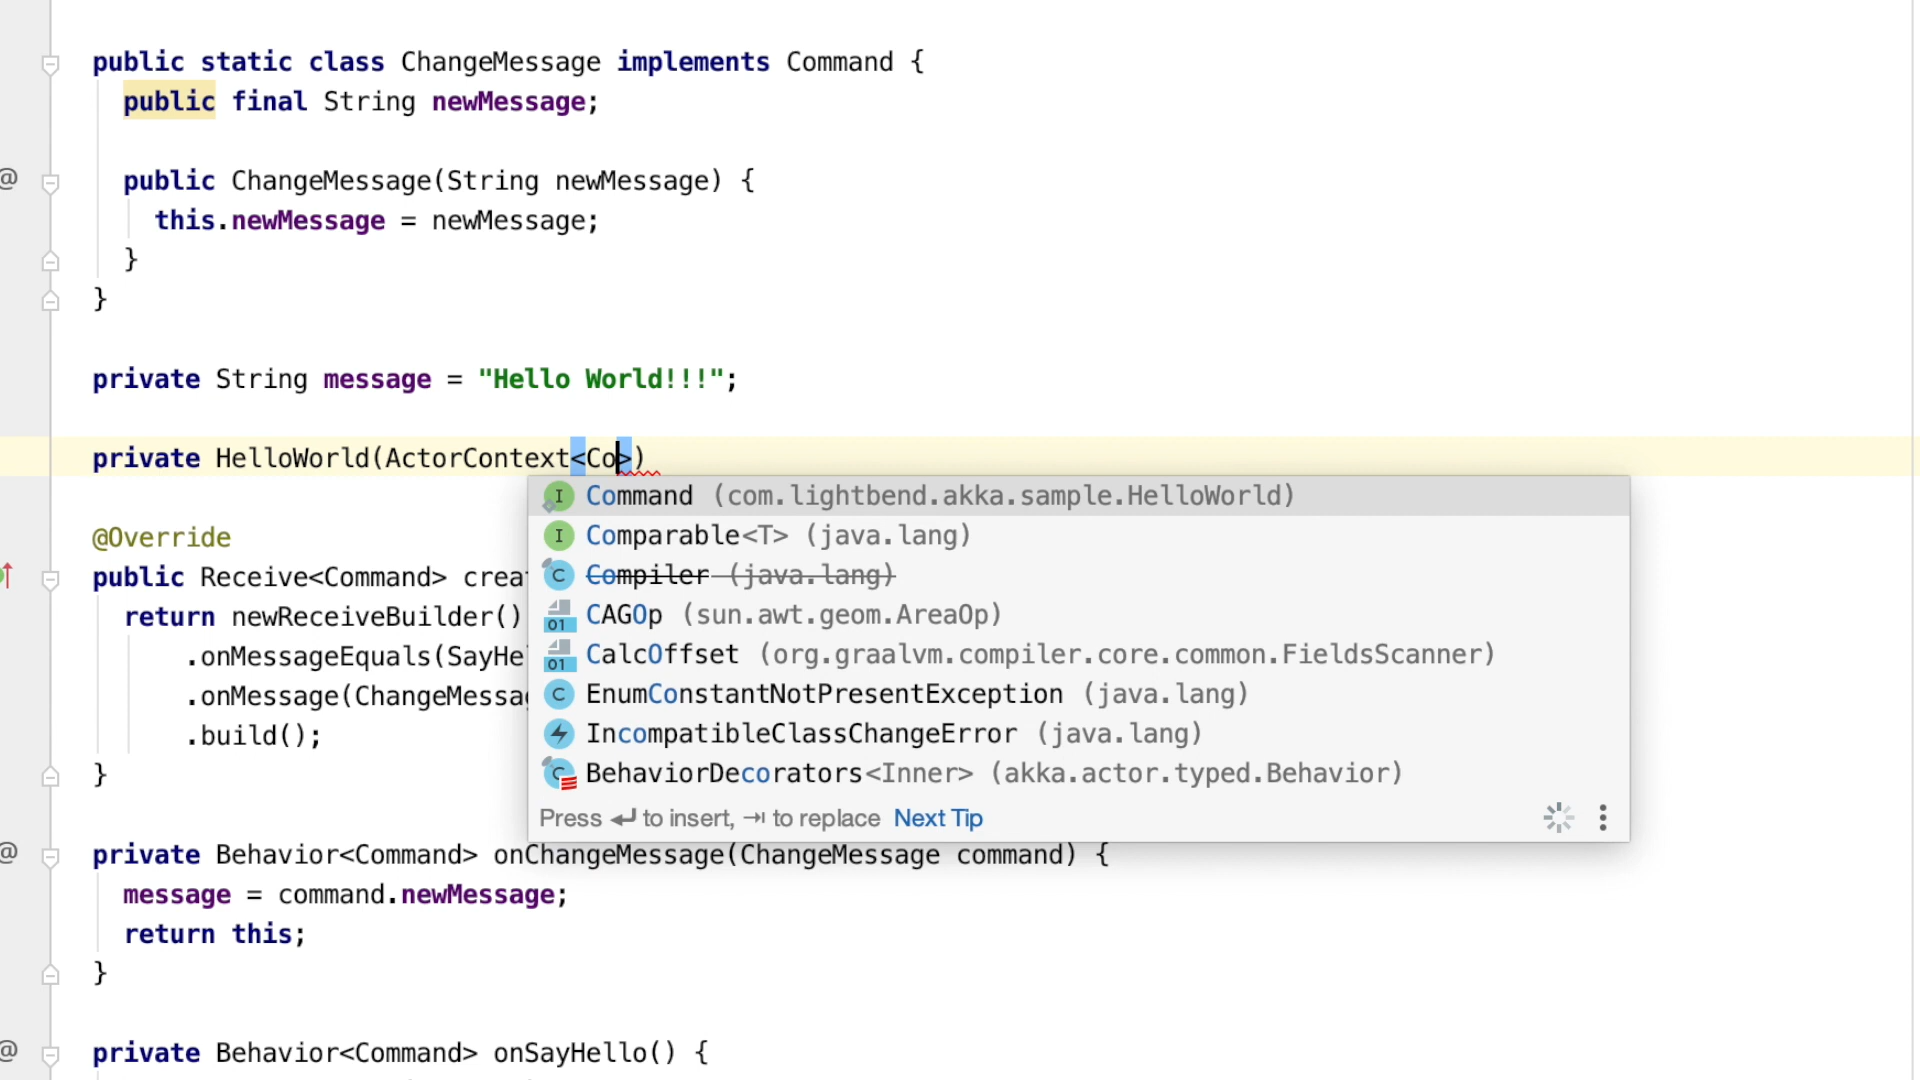 public static class ChangeMessage implements Command {
public final String newMessage;
@ public ChangeMessage(String newMessage) {
this.newMessage = newMessage;
}
}
private String message = "Hello World!!!";
private HelloWorld(ActorContext<Co>)
Command (com.lightbend.akka.sample.HelloWorld)
Comparable<T> (java.lang)
Compiler (java.lang)
CAGOp (sun.awt.geom.AreaOp)
CalcOffset (org.graalvm.compiler.core.common.FieldsScanner)
EnumConstantNotPresentException (java.lang)
IncompatibleClassChangeError (java.lang)
BehaviorDecorators<Inner> (akka.actor.typed.Behavior)
Press ↵ to insert, ⇥ to replace Next Tip
@Override
public Receive<Command> crea
return newReceiveBuilder()
.onMessageEquals(SayHe
.onMessage(ChangeMessa
.build();
}
@ private Behavior<Command> onChangeMessage(ChangeMessage command) {
message = command.newMessage;
return this;
}
@ private Behavior<Command> onSayHello() {